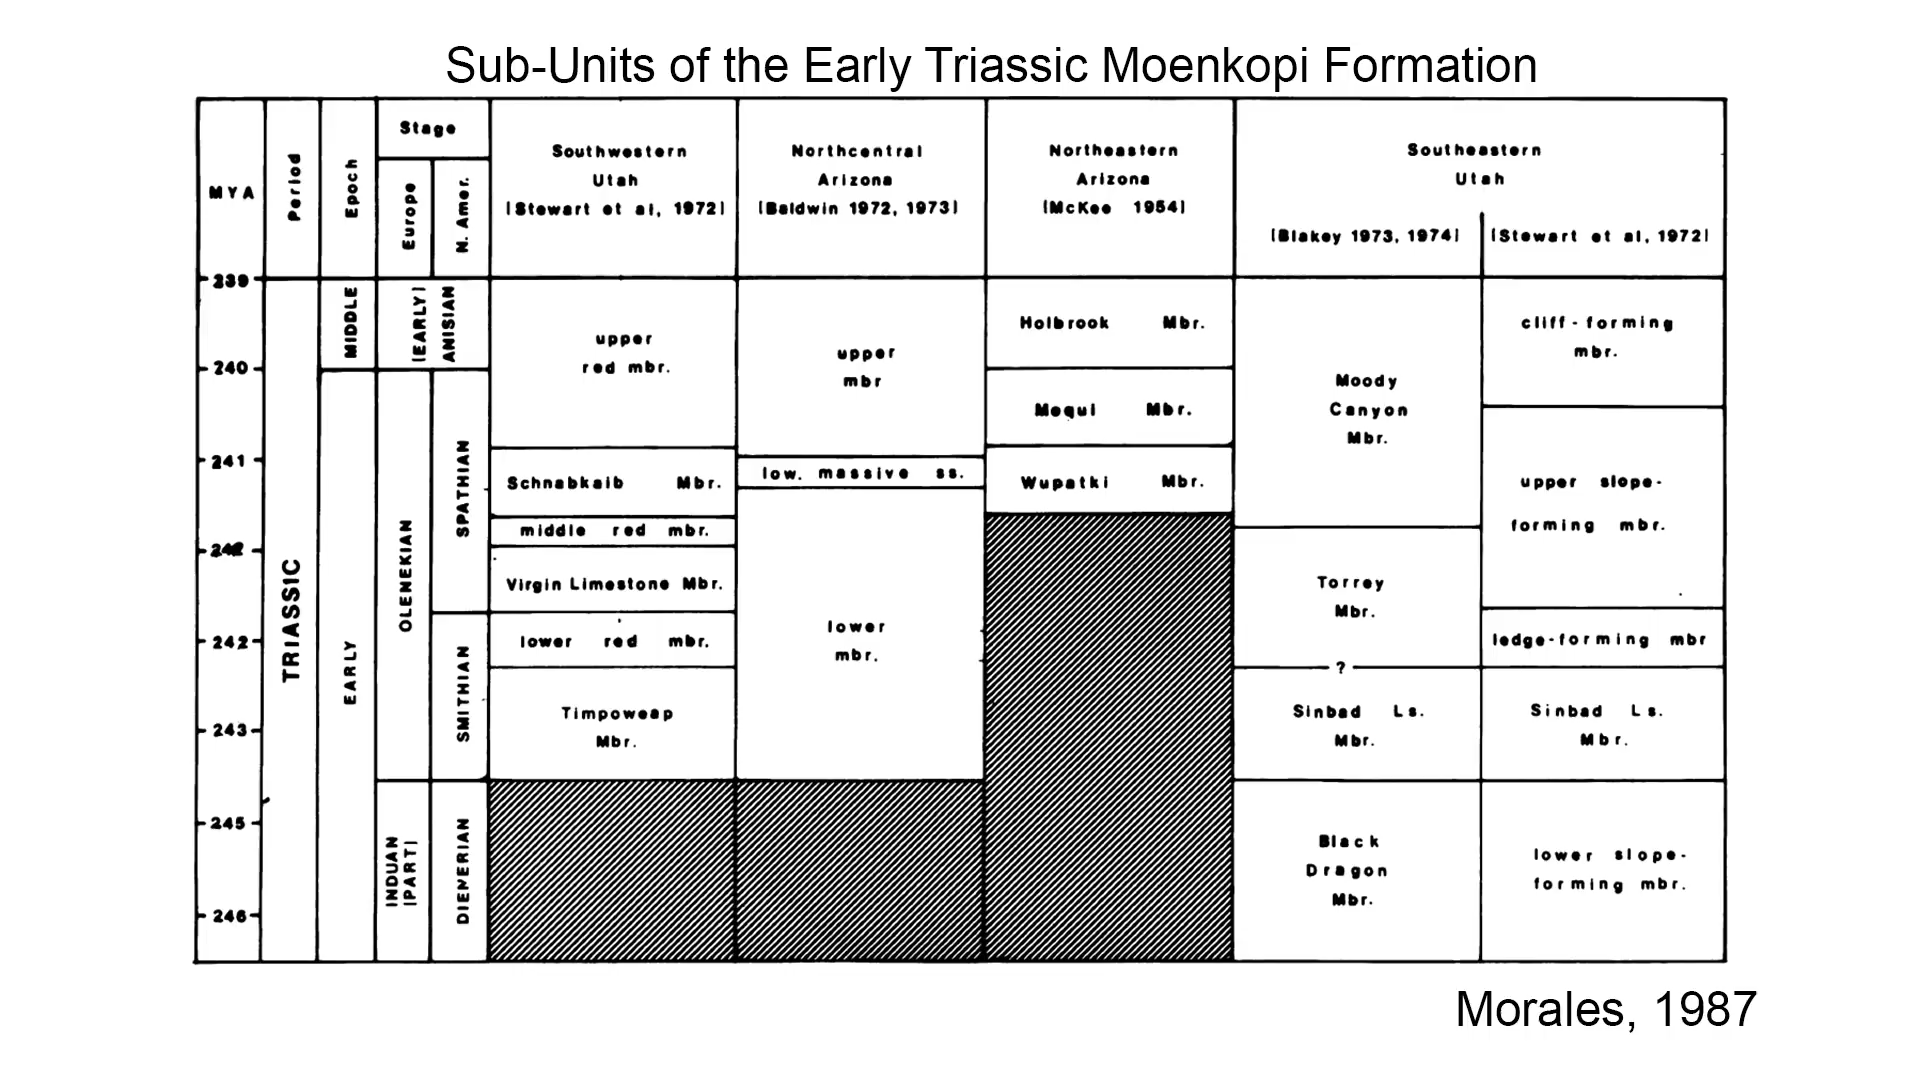 Sub-Units of the Early Triassic Moenkopi Formation
MYA
Period
Epoch
Stage
Europe
N. Amer.
Southwestern
Utah
(Stewart et al, 1972)
Northcentral
Arizona
(Baldwin 1972, 1973)
Northeastern
Arizona
(McKee 1954)
Southeastern
Utah
(Blakey 1973, 1974)
(Stewart et al, 1972)
239
240
241
242
242
243
245
246
TRIASSIC
MIDDLE
EARLY
(EARLY)
ANISIAN
OLENEKIAN
INDUAN
(PART)
SPATHIAN
SMITHIAN
DIENERIAN
upper
red mbr.
Schnabkaib Mbr.
middle red mbr.
Virgin Limestone Mbr.
lower red mbr.
Timpoweap
Mbr.
upper
mbr
low. massive ss.
lower
mbr.
Holbrook Mbr.
Moqui Mbr.
Wupatki Mbr.
Moody
Canyon
Mbr.
Torrey
Mbr.
?
Sinbad Ls.
Mbr.
Black
Dragon
Mbr.
cliff-forming
mbr.
upper slope-
forming mbr.
ledge-forming mbr
Sinbad Ls.
Mbr.
lower slope-
forming mbr.
Morales, 1987